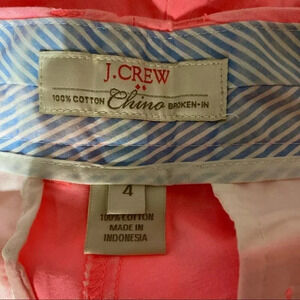 J.CREW
100% COTTON Chino BROKEN-IN
4
100% COTTON
MADE IN
INDONESIA